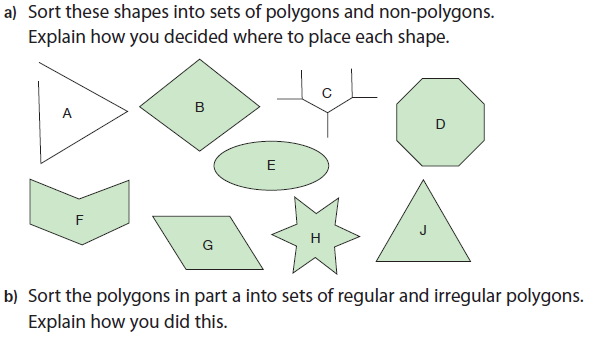 a) Sort these shapes into sets of polygons and non-polygons.
Explain how you decided where to place each shape.
A
B
C
D
E
F
G
H
J
b) Sort the polygons in part a into sets of regular and irregular polygons.
Explain how you did this.